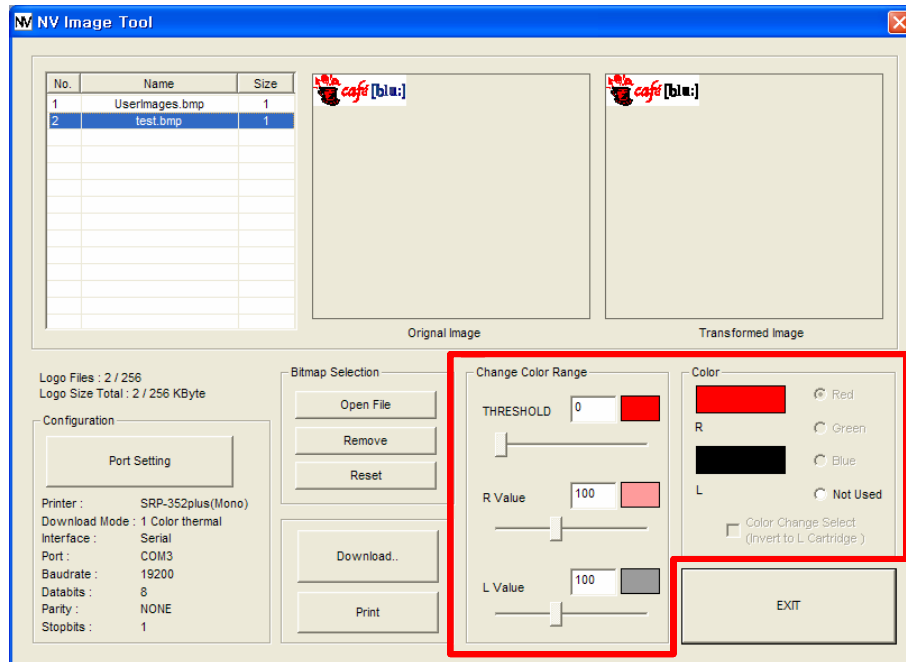 NV NV Image Tool
No. Name Size
1 UserImages.bmp 1
2 test.bmp 1
café [blu:]
café [blu:]
Orignal Image
Transformed Image
Logo Files : 2 / 256
Logo Size Total : 2 / 256 KByte
Configuration
Port Setting
Printer : SRP-352plus(Mono)
Download Mode : 1 Color thermal
Interface : Serial
Port : COM3
Baudrate : 19200
Databits : 8
Parity : NONE
Stopbits : 1
Bitmap Selection
Open File
Remove
Reset
Download..
Print
Change Color Range
THRESHOLD 0
R Value 100
L Value 100
Color
R
L
Red
Green
Blue
Not Used
Color Change Select
(Invert to L Cartridge )
EXIT